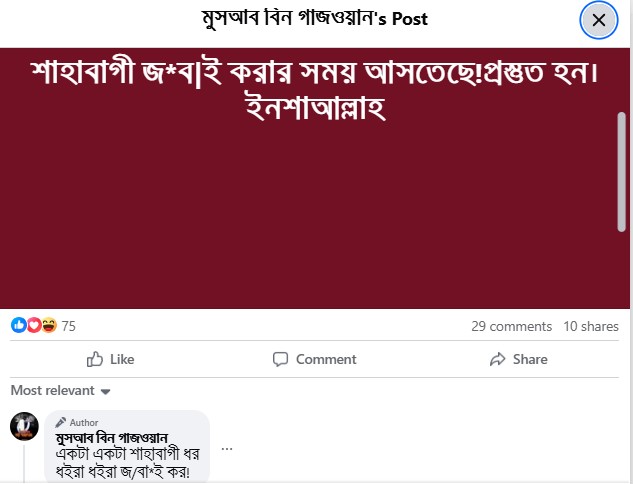 মুসআব বিন গাজওয়ান's Post
শাহাবাগী জ*ব|ই করার সময় আসতেছে!প্রস্তুত হন।
ইনশাআল্লাহ
75
29 comments 10 shares
Like Comment Share
Most relevant
Author
মুসআব বিন গাজওয়ান
একটা একটা শাহাবাগী ধর
ধইরা ধইরা জ/বা*ই কর!